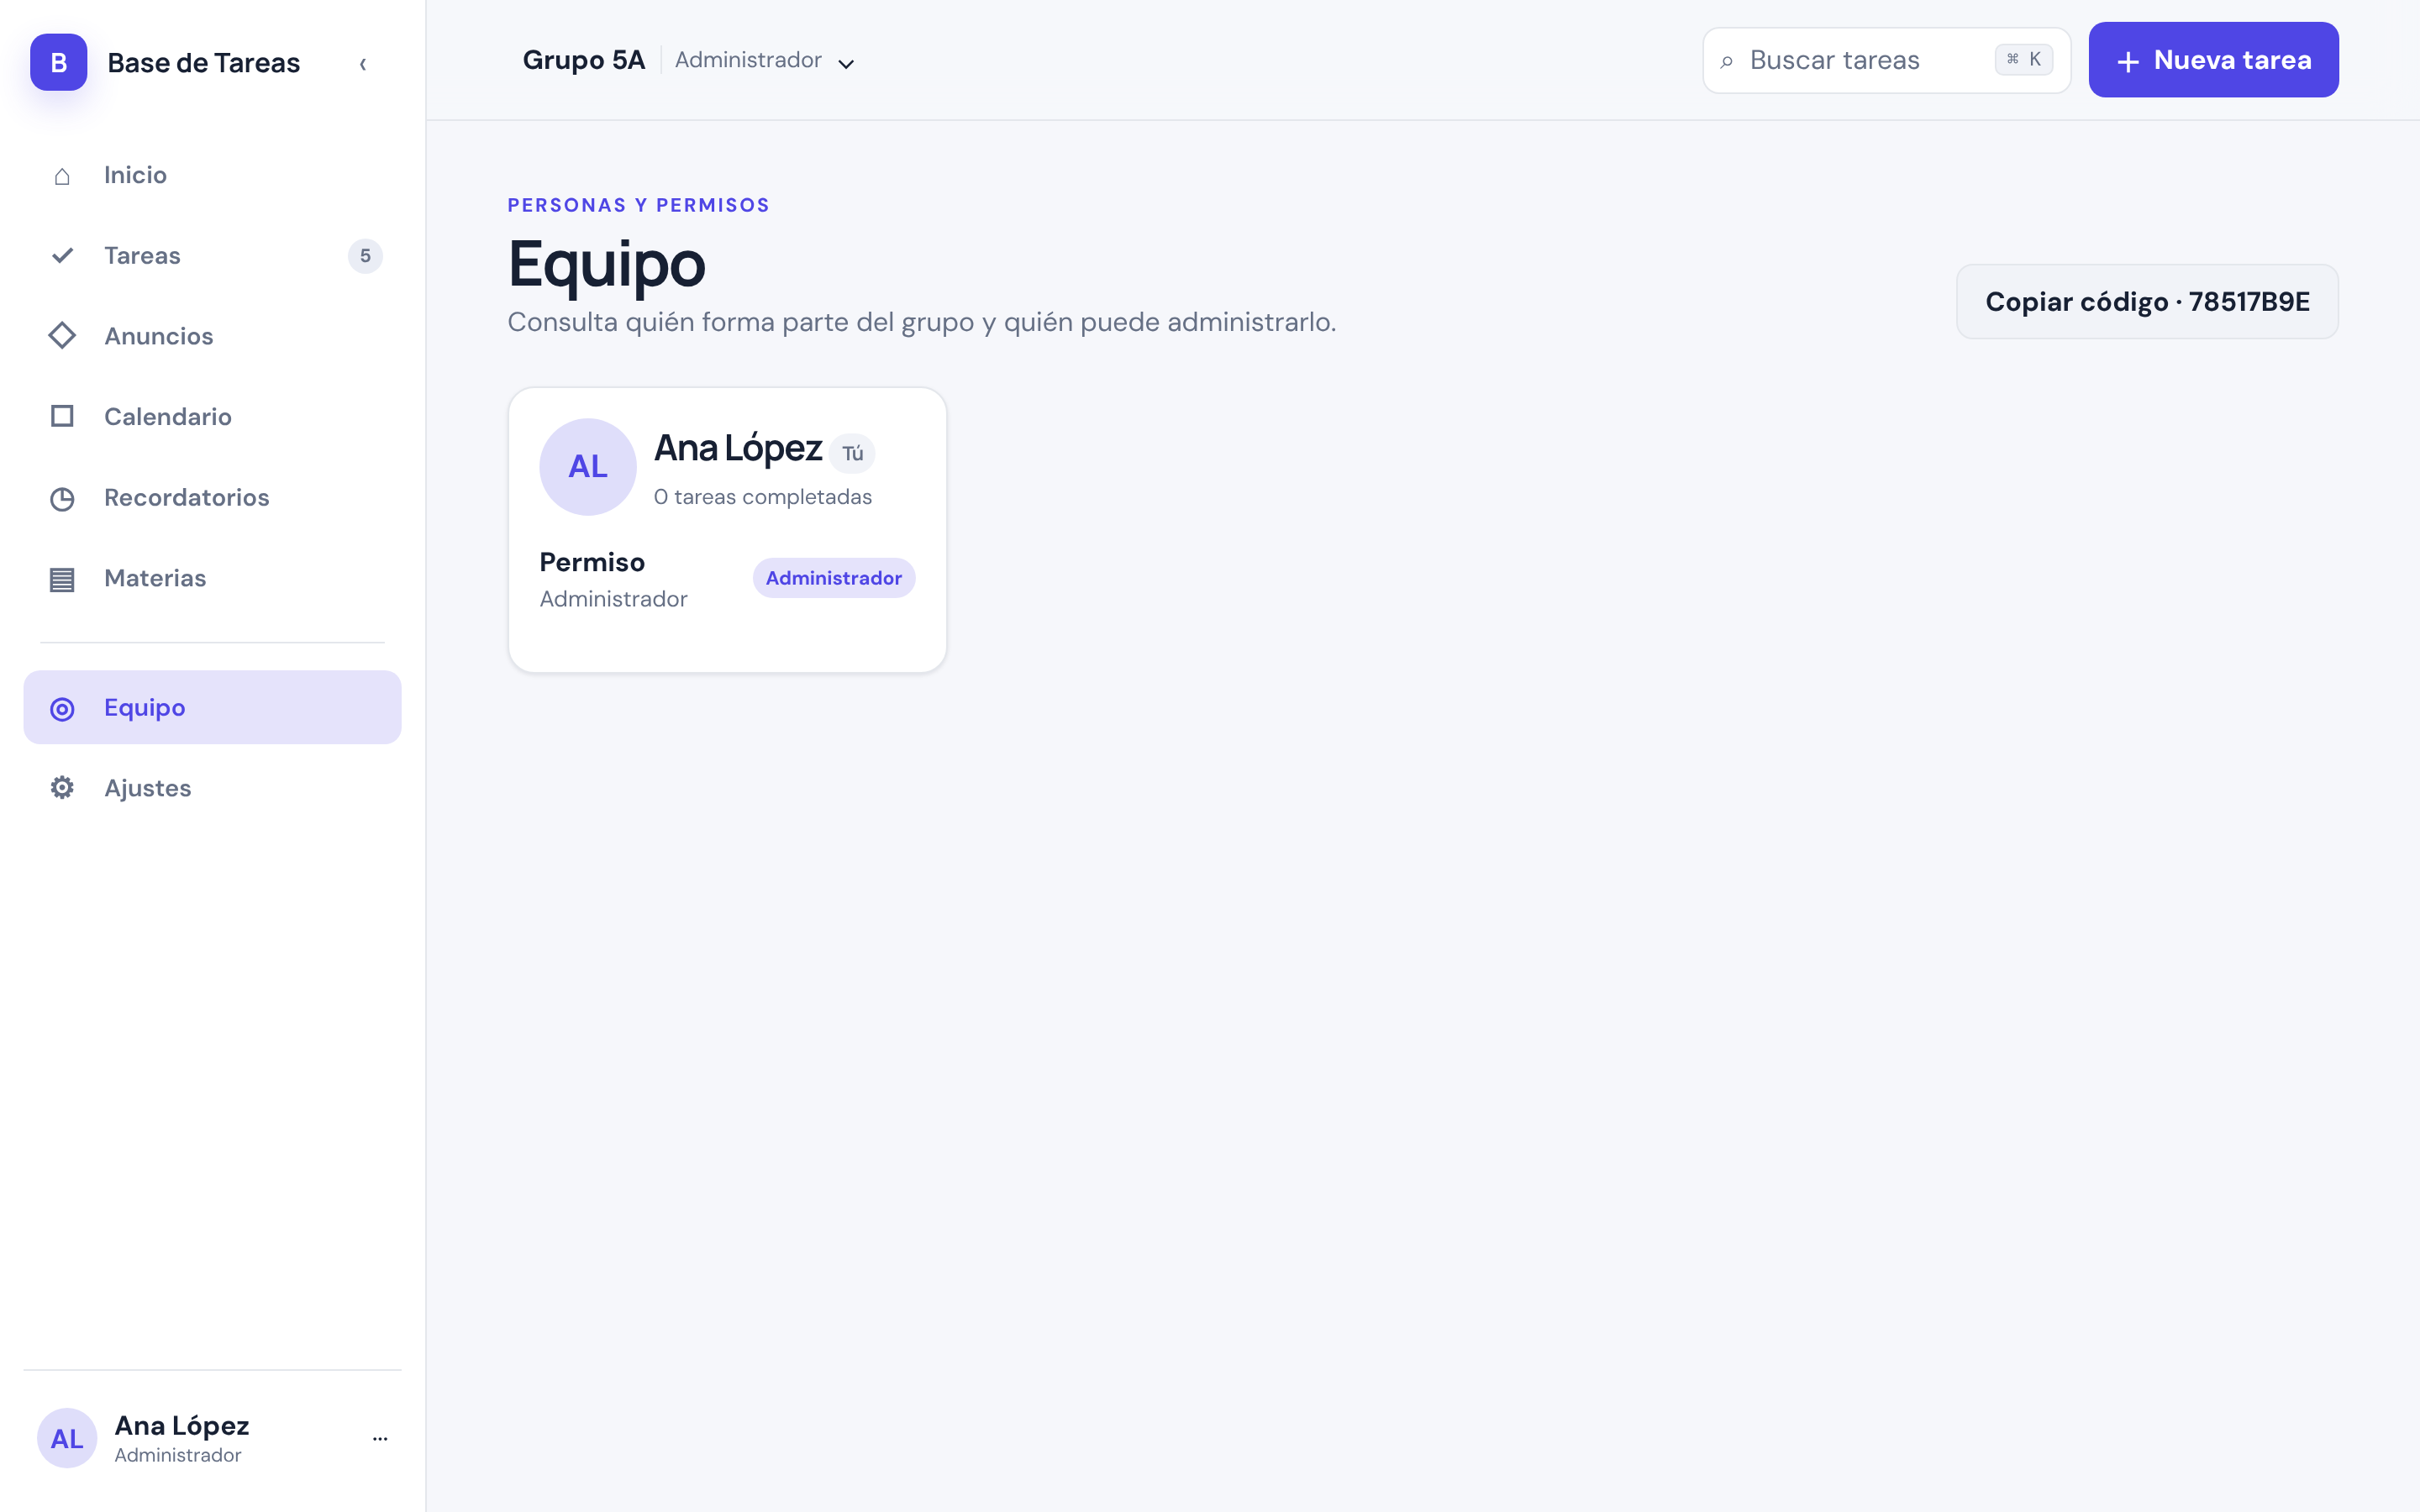 B Base de Tareas
Inicio
Tareas 5
Anuncios
Calendario
Recordatorios
Materias
Equipo
Ajustes
AL Ana López
Administrador
Grupo 5A Administrador
Buscar tareas ⌘ K
+ Nueva tarea
PERSONAS Y PERMISOS
Equipo
Consulta quién forma parte del grupo y quién puede administrarlo.
Copiar código · 78517B9E
AL Ana López Tú
0 tareas completadas
Permiso
Administrador
Administrador